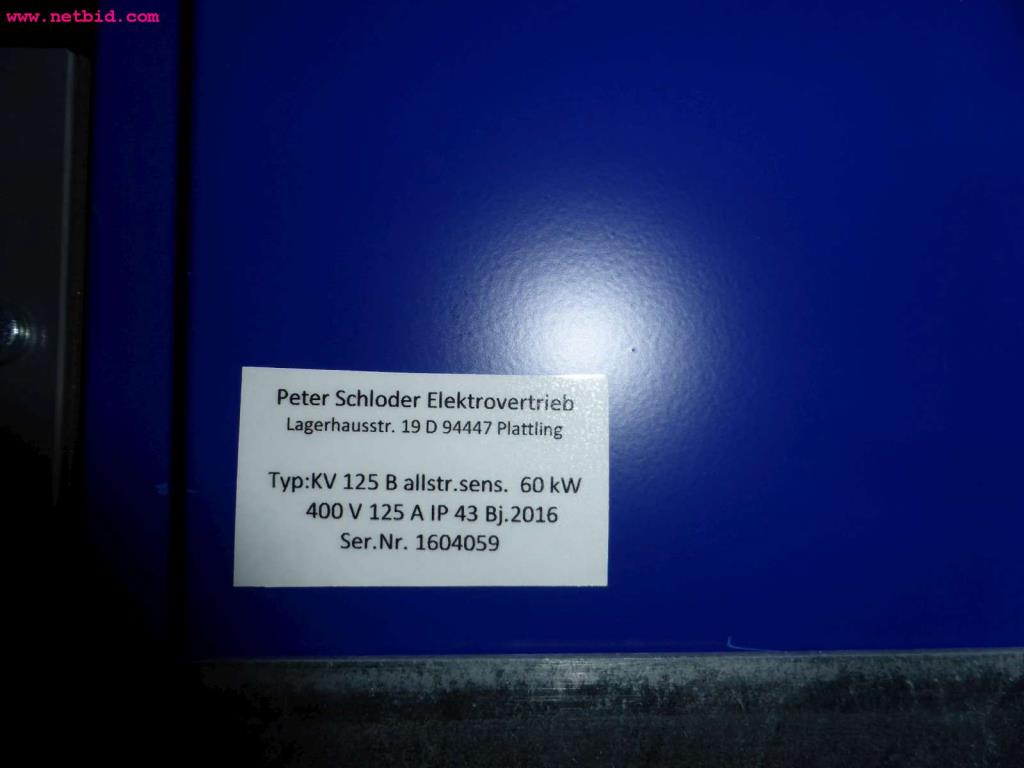 www.netbid.com
Peter Schloder Elektrovertrieb
Lagerhausstr. 19 D 94447 Plattling
Typ:KV 125 B allstr.sens. 60 kW
400 V 125 A IP 43 Bj.2016
Ser.Nr. 1604059